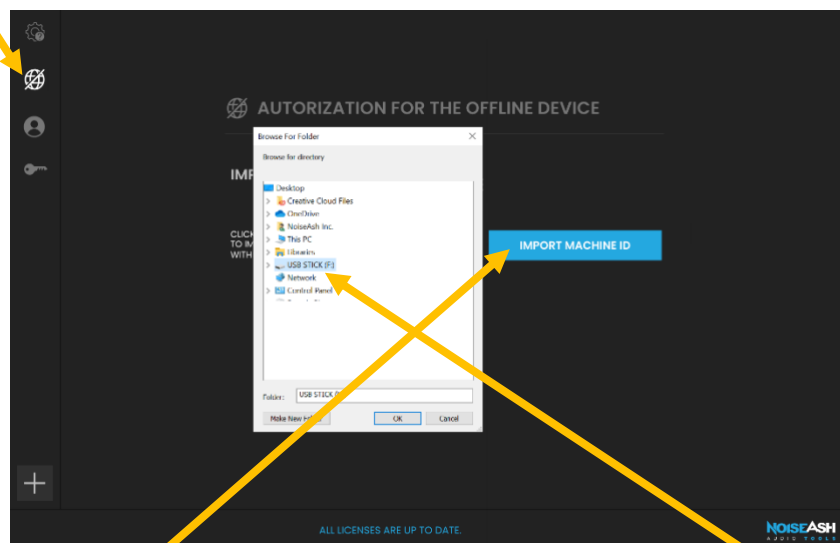 AUTORIZATION FOR THE OFFLINE DEVICE
Browse For Folder
Browse for directory
IMP
Desktop
Creative Cloud Files
OneDrive
NoiseAsh Inc.
This PC
Libraries
USB STICK (F:)
Network
Control Panel
CLICK
TO IM
WITH
IMPORT MACHINE ID
Folder:
USB STICK
Make New
OK
Cancel
ALL LICENSES ARE UP TO DATE.
NOISEASH
AUDIO TOOLS